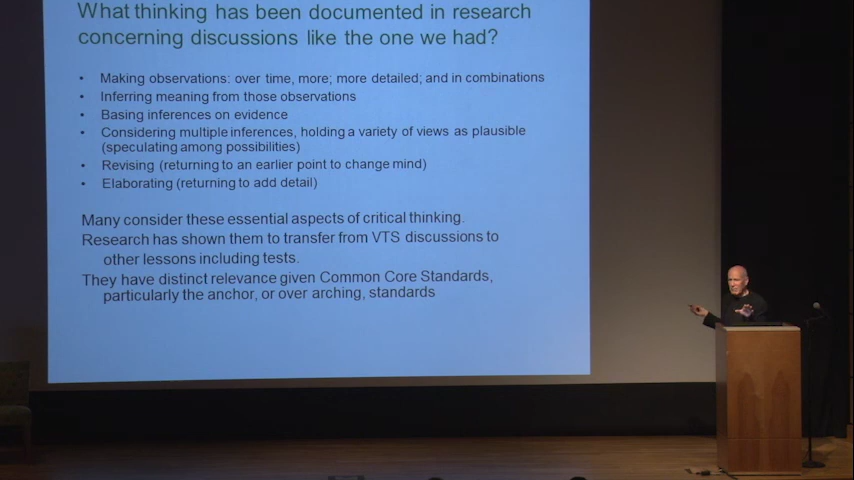 What thinking has been documented in research
concerning discussions like the one we had?
• Making observations: over time, more; more detailed; and in combinations
• Inferring meaning from those observations
• Basing inferences on evidence
• Considering multiple inferences, holding a variety of views as plausible
(speculating among possibilities)
• Revising (returning to an earlier point to change mind)
• Elaborating (returning to add detail)
Many consider these essential aspects of critical thinking.
Research has shown them to transfer from VTS discussions to
other lessons including tests.
They have distinct relevance given Common Core Standards,
particularly the anchor, or over arching, standards